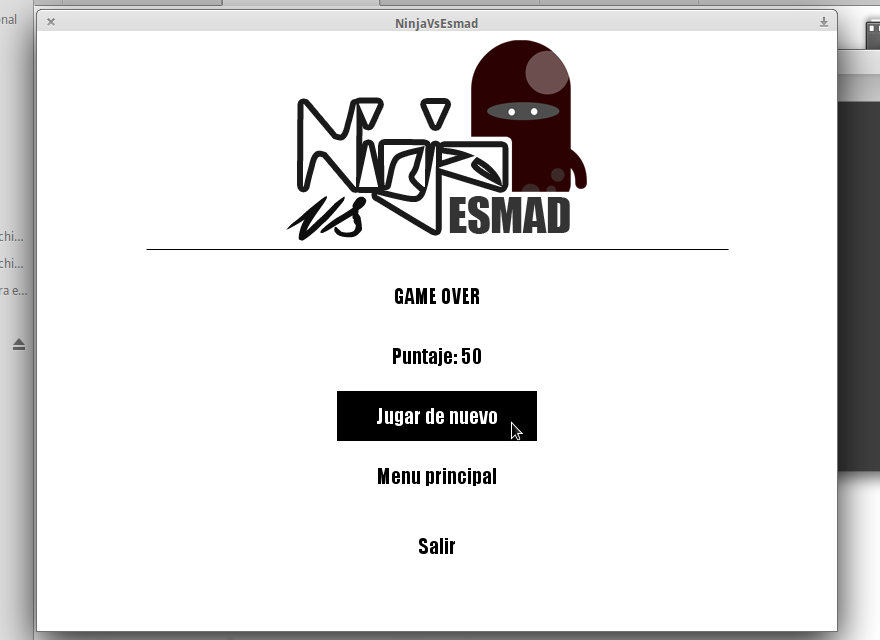 NinjaVsEsmad
Ninja
Vs ESMAD
GAME OVER
Puntaje: 50
Jugar de nuevo
Menu principal
Salir
nal
chi...
chi...
ra e...